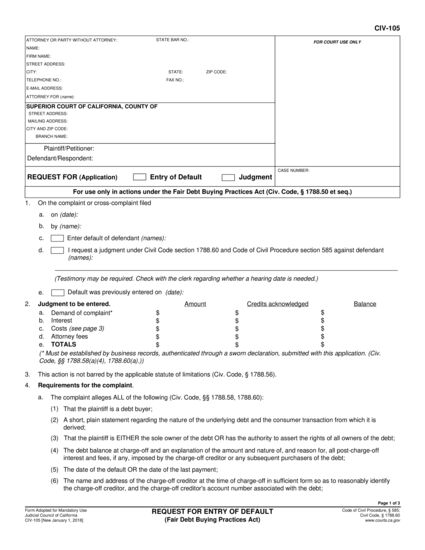 CIV-105
ATTORNEY OR PARTY WITHOUT ATTORNEY: STATE BAR NO.:
NAME:
FIRM NAME:
STREET ADDRESS:
CITY: STATE: ZIP CODE:
TELEPHONE NO.: FAX NO.:
E-MAIL ADDRESS:
ATTORNEY FOR (name):
FOR COURT USE ONLY
SUPERIOR COURT OF CALIFORNIA, COUNTY OF
STREET ADDRESS:
MAILING ADDRESS:
CITY AND ZIP CODE:
BRANCH NAME:
Plaintiff/Petitioner:
Defendant/Respondent:
REQUEST FOR (Application) Entry of Default Judgment
CASE NUMBER:
For use only in actions under the Fair Debt Buying Practices Act (Civ. Code, § 1788.50 et seq.)
1. On the complaint or cross-complaint filed
a. on (date):
b. by (name):
c. Enter default of defendant (names):
d. I request a judgment under Civil Code section 1788.60 and Code of Civil Procedure section 585 against defendant
(names):
(Testimony may be required. Check with the clerk regarding whether a hearing date is needed.)
e. Default was previously entered on (date):
2. Judgment to be entered. Amount Credits acknowledged Balance
a. Demand of complaint* $ $ $
b. Interest $ $ $
c. Costs (see page 3) $ $ $
d. Attorney fees $ $ $
e. TOTALS $ $ $
(* Must be established by business records, authenticated through a sworn declaration, submitted with this application. (Civ.
Code, §§ 1788.58(a)(4), 1788.60(a).))
3. This action is not barred by the applicable statute of limitations (Civ. Code, § 1788.56).
4. Requirements for the complaint.
a. The complaint alleges ALL of the following (Civ. Code, §§ 1788.58, 1788.60):
(1) That the plaintiff is a debt buyer;
(2) A short, plain statement regarding the nature of the underlying debt and the consumer transaction from which it is
derived;
(3) That the plaintiff is EITHER the sole owner of the debt OR has the authority to assert the rights of all owners of the debt;
(4) The debt balance at charge-off and an explanation of the amount and nature of, and reason for, all post-charge-off
interest and fees, if any, imposed by the charge-off creditor or any subsequent purchasers of the debt;
(5) The date of the default OR the date of the last payment;
(6) The name and address of the charge-off creditor at the time of charge-off in sufficient form so as to reasonably identify
the charge-off creditor, and the charge-off creditor's account number associated with the debt;
Page 1 of 3
Form Adopted for Mandatory Use
Judicial Council of California
CIV-105 [New January 1, 2018]
REQUEST FOR ENTRY OF DEFAULT
(Fair Debt Buying Practices Act)
Code of Civil Procedure, § 585;
Civil Code, § 1788.60
www.courts.ca.gov